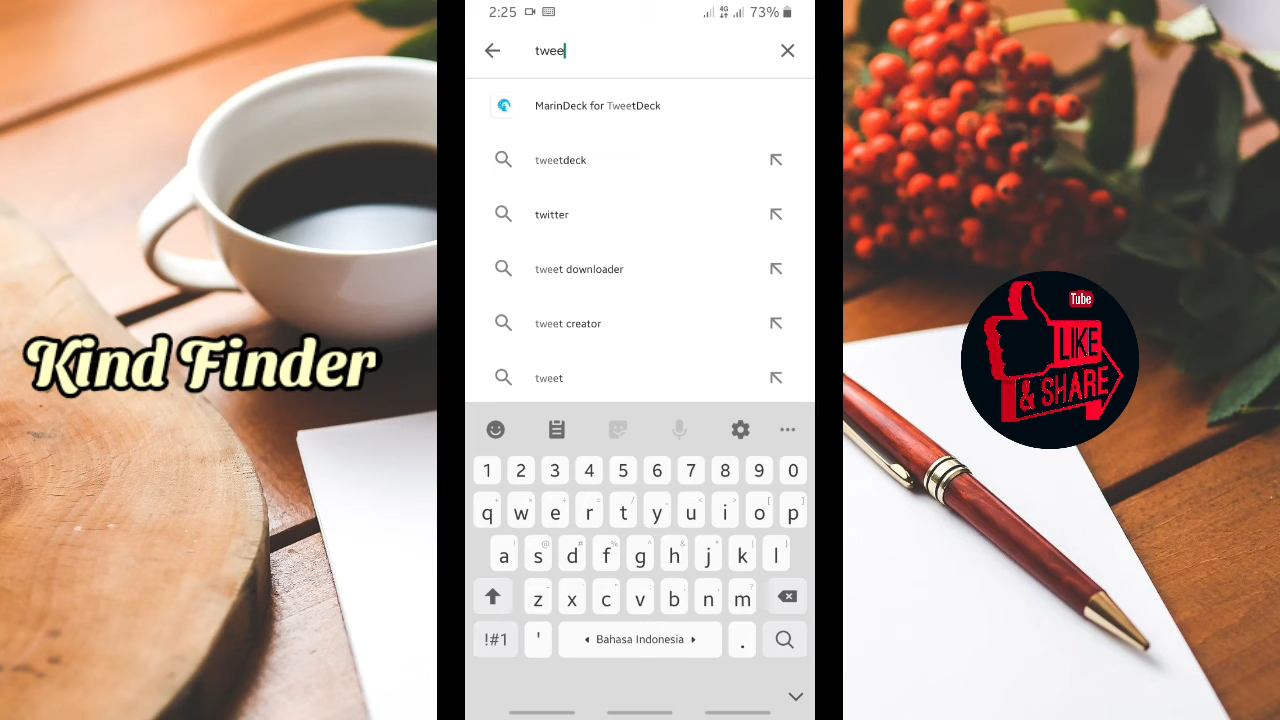 Kind Finder
2:25
4G
73%
twee
MarinDeck for TweetDeck
tweetdeck
twitter
tweet downloader
tweet creator
tweet
1 2 3 4 5 6 7 8 9 0
q w e r t y u i o p
a s d f g h j k l
z x c v b n m
!#1 ' Bahasa Indonesia .
Tube
LIKE
& SHARE